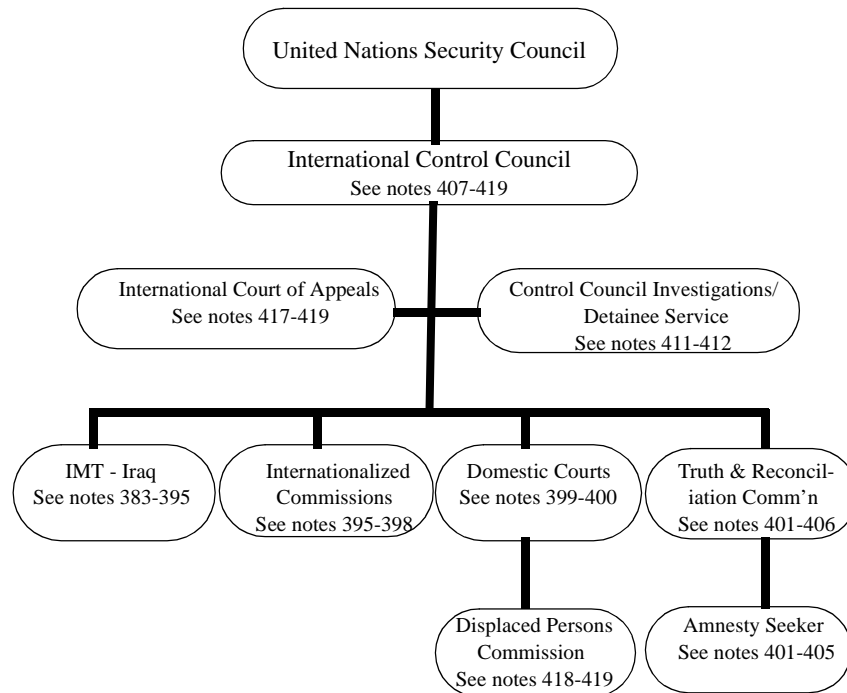 United Nations Security Council
International Control Council
See notes 407-419
International Court of Appeals
See notes 417-419
Control Council Investigations/
Detainee Service
See notes 411-412
IMT - Iraq
See notes 383-395
Internationalized
Commissions
See notes 395-398
Domestic Courts
See notes 399-400
Truth & Reconcil-
iation Comm’n
See notes 401-406
Displaced Persons
Commission
See notes 418-419
Amnesty Seeker
See notes 401-405